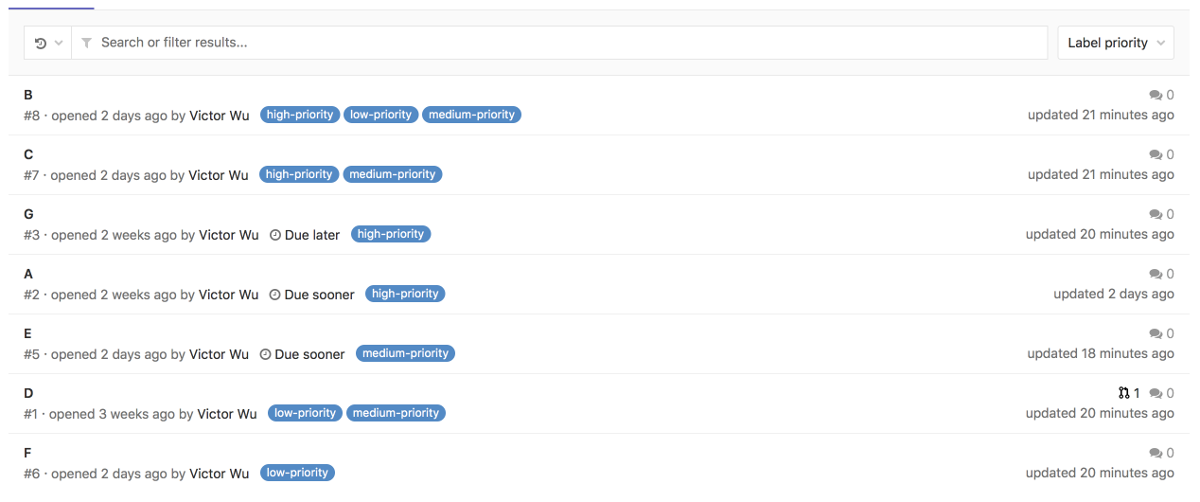 Search or filter results...
Label priority
B
0
#8 · opened 2 days ago by Victor Wu high-priority low-priority medium-priority
updated 21 minutes ago
C
0
#7 · opened 2 days ago by Victor Wu high-priority medium-priority
updated 21 minutes ago
G
0
#3 · opened 2 weeks ago by Victor Wu Due later high-priority
updated 20 minutes ago
A
0
#2 · opened 2 weeks ago by Victor Wu Due sooner high-priority
updated 2 days ago
E
0
#5 · opened 2 days ago by Victor Wu Due sooner medium-priority
updated 18 minutes ago
D
1 0
#1 · opened 3 weeks ago by Victor Wu low-priority medium-priority
updated 20 minutes ago
F
0
#6 · opened 2 days ago by Victor Wu low-priority
updated 20 minutes ago